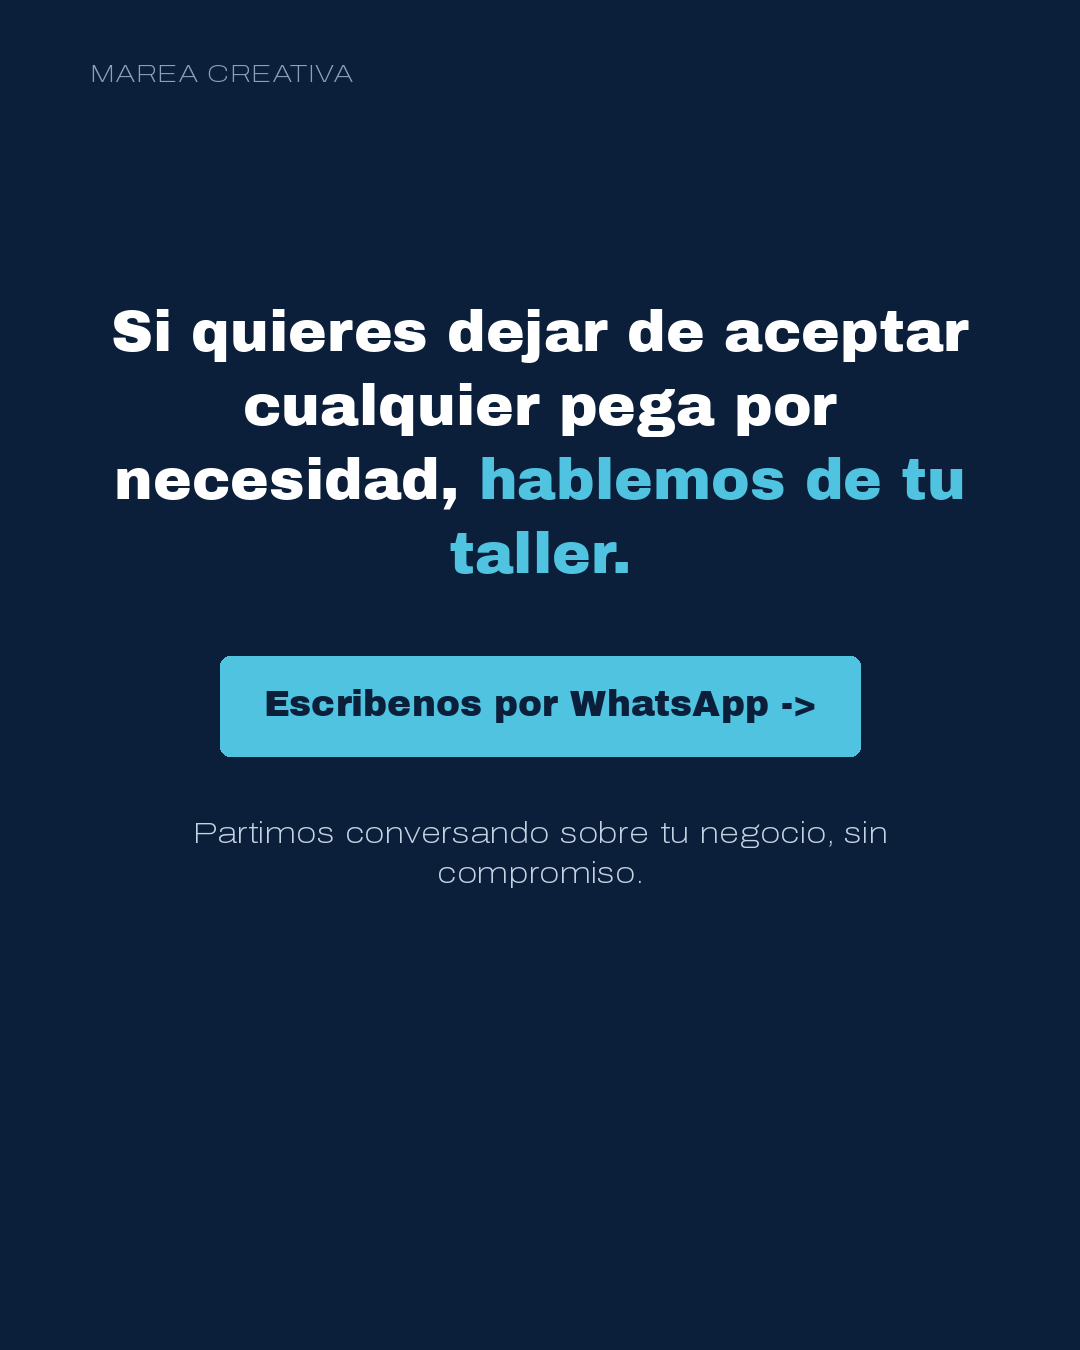 MAREA CREATIVA
Si quieres dejar de aceptar
cualquier pega por
necesidad, hablemos de tu
taller.
Escribenos por WhatsApp ->
Partimos conversando sobre tu negocio, sin
compromiso.